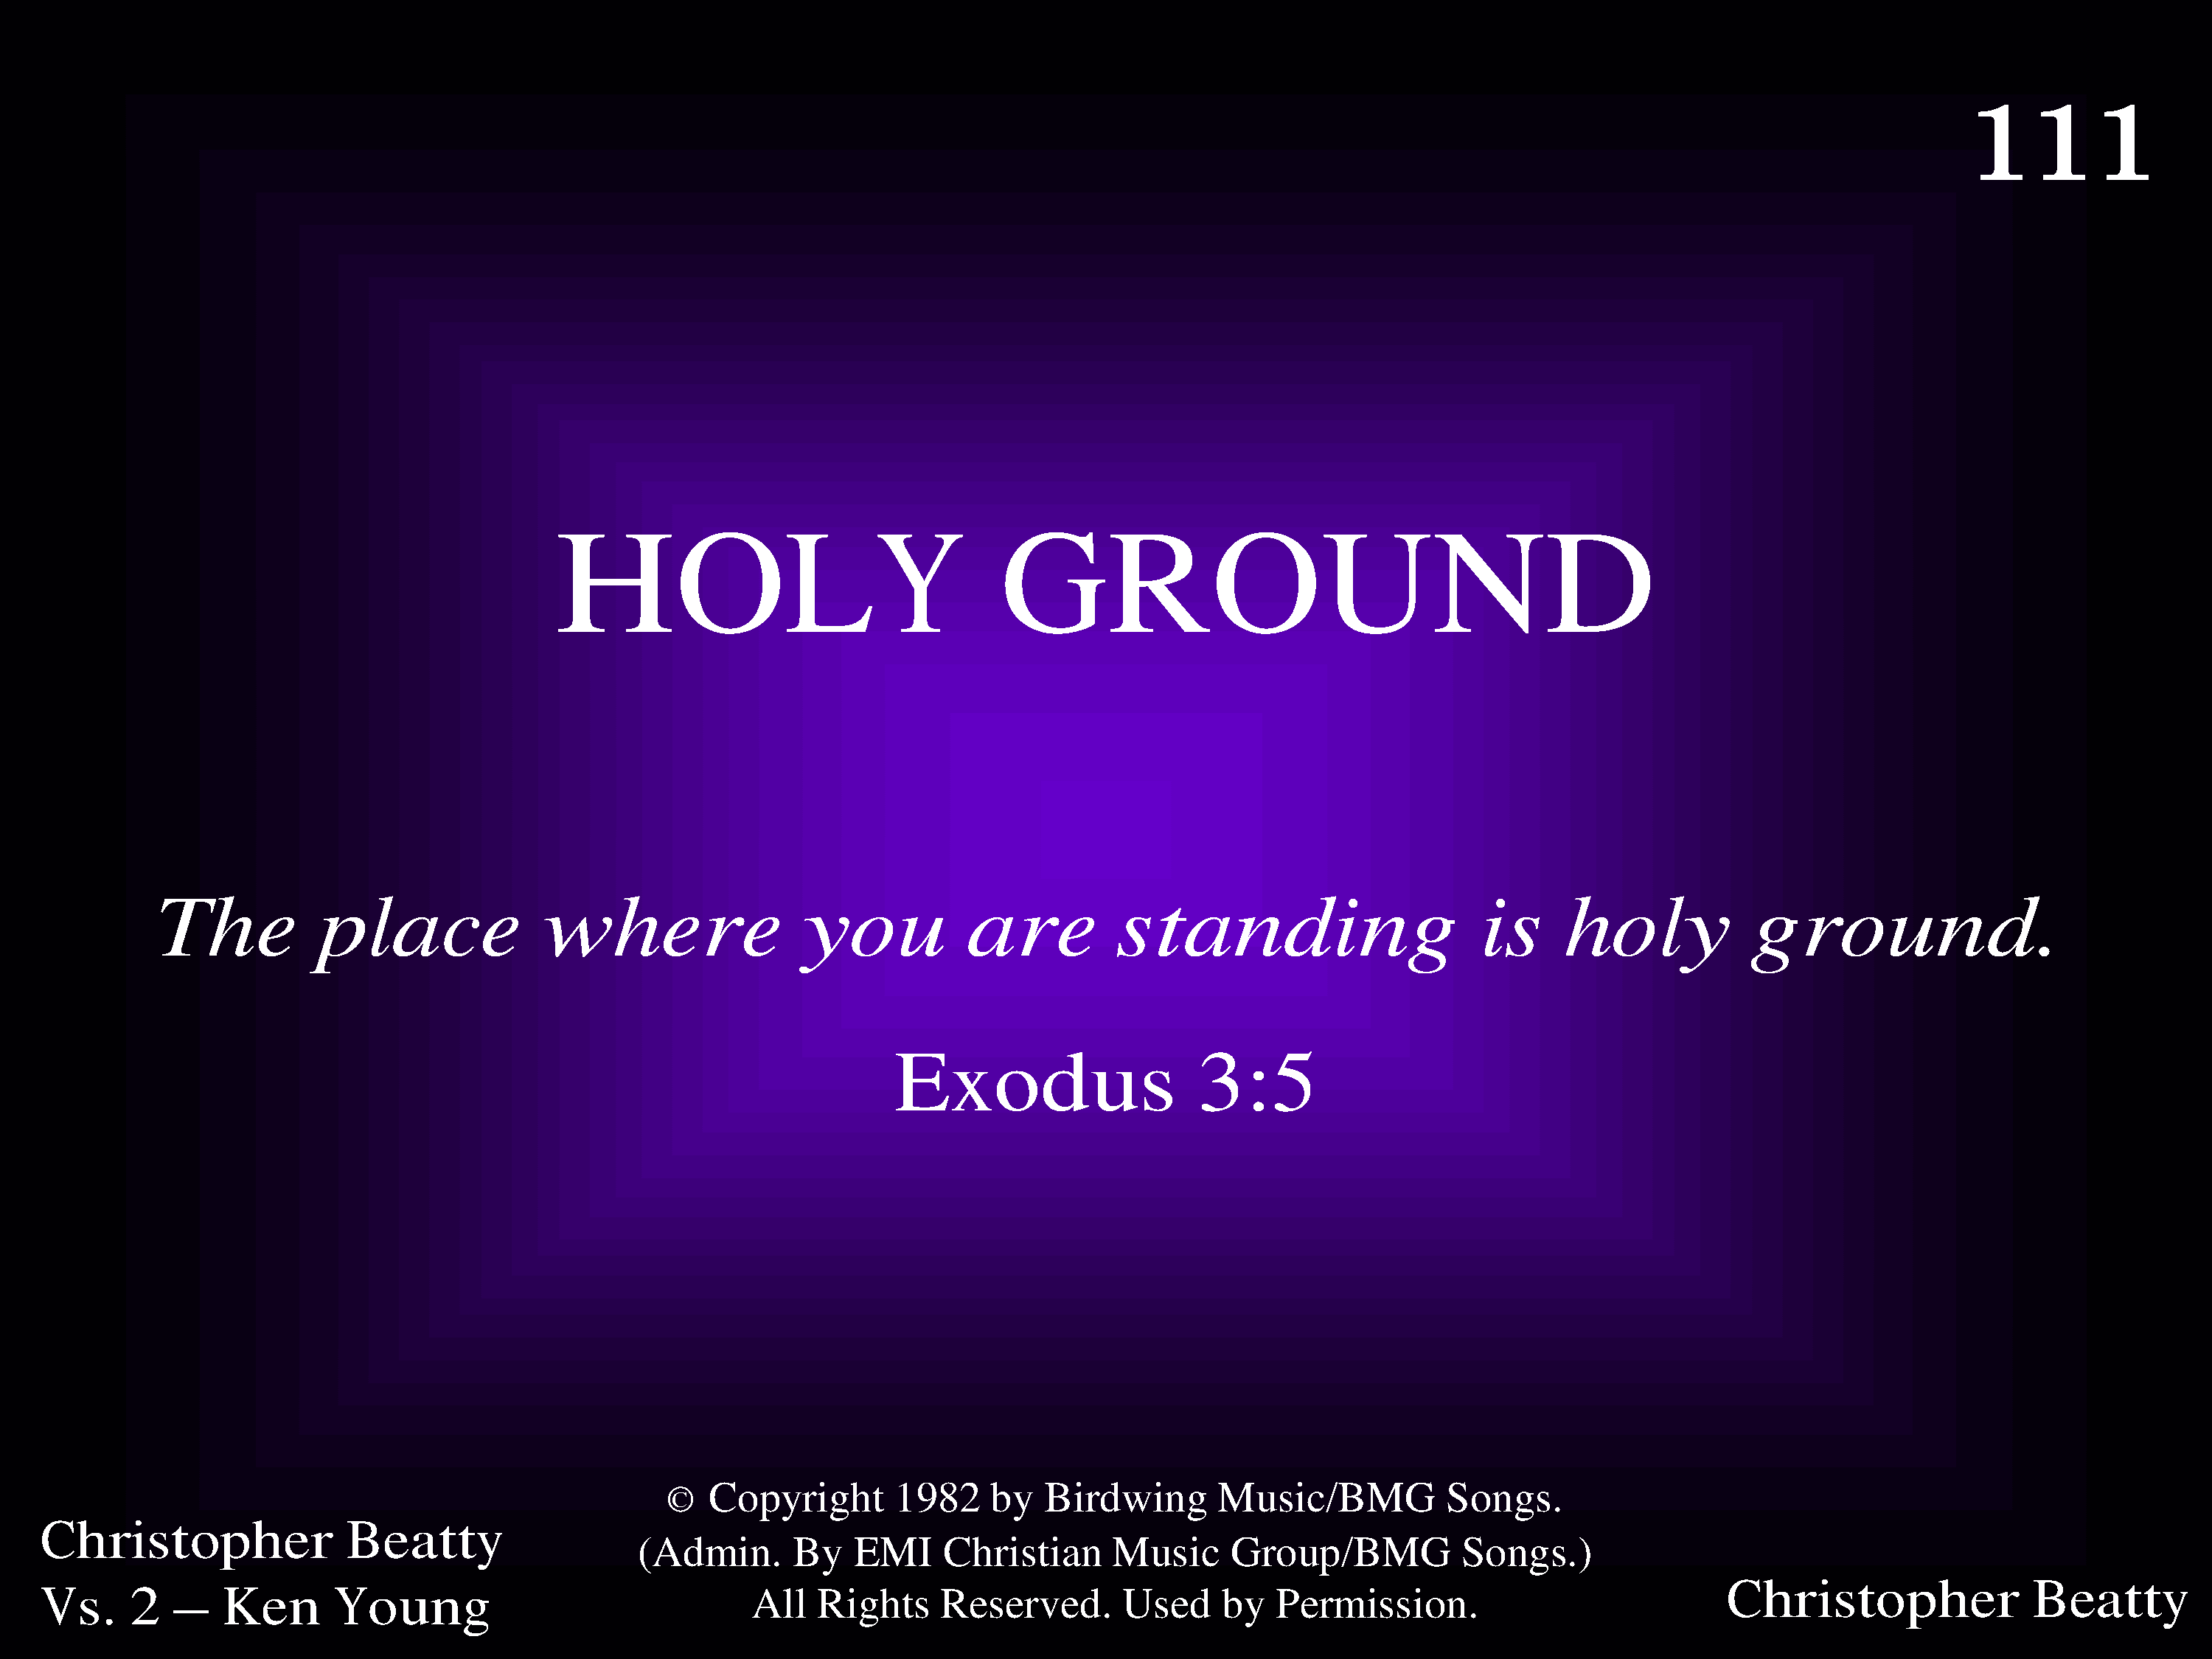 111
HOLY GROUND
The place where you are standing is holy ground.
Exodus 3:5
© Copyright 1982 by Birdwing Music/BMG Songs.
(Admin. By EMI Christian Music Group/BMG Songs.)
All Rights Reserved. Used by Permission.
Christopher Beatty
Vs. 2 – Ken Young
Christopher Beatty